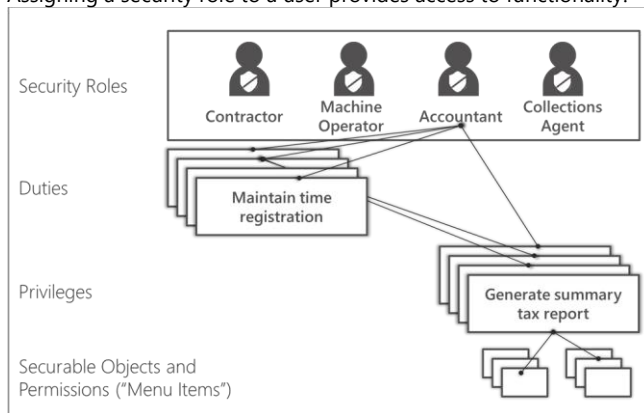 Assigning a security role to a user provides access to functionality.
Security Roles
Contractor
Machine
Operator
Accountant
Collections
Agent
Duties
Maintain time
registration
Privileges
Generate summary
tax report
Securable Objects and
Permissions ("Menu Items")